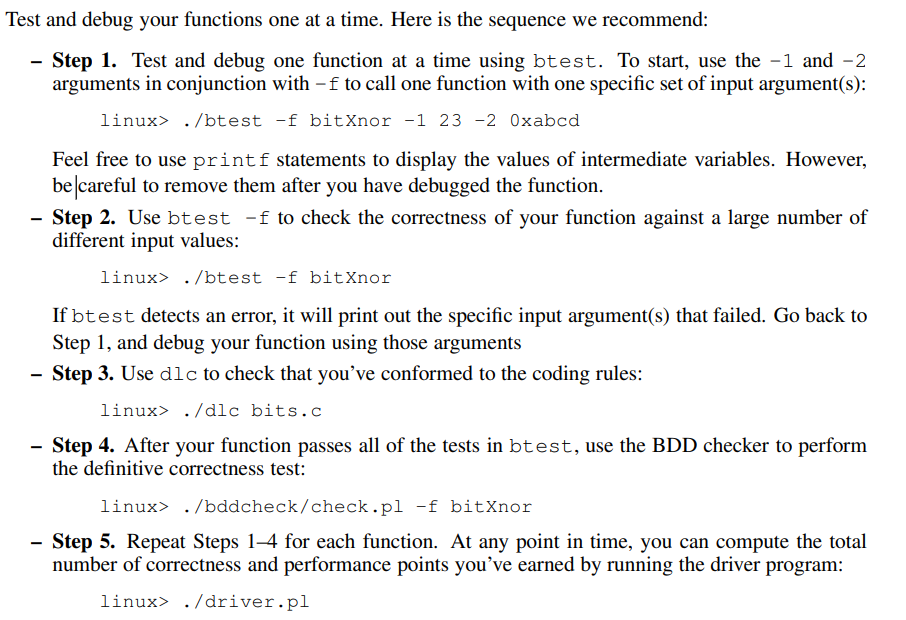 Test and debug your functions one at a time. Here is the sequence we recommend:
– Step 1. Test and debug one function at a time using btest. To start, use the -1 and -2
arguments in conjunction with -f to call one function with one specific set of input argument(s):
linux> ./btest -f bitXnor -1 23 -2 0xabcd
Feel free to use printf statements to display the values of intermediate variables. However,
be careful to remove them after you have debugged the function.
– Step 2. Use btest -f to check the correctness of your function against a large number of
different input values:
linux> ./btest -f bitXnor
If btest detects an error, it will print out the specific input argument(s) that failed. Go back to
Step 1, and debug your function using those arguments
– Step 3. Use dlc to check that you’ve conformed to the coding rules:
linux> ./dlc bits.c
– Step 4. After your function passes all of the tests in btest, use the BDD checker to perform
the definitive correctness test:
linux> ./bddcheck/check.pl -f bitXnor
– Step 5. Repeat Steps 1–4 for each function. At any point in time, you can compute the total
number of correctness and performance points you’ve earned by running the driver program:
linux> ./driver.pl